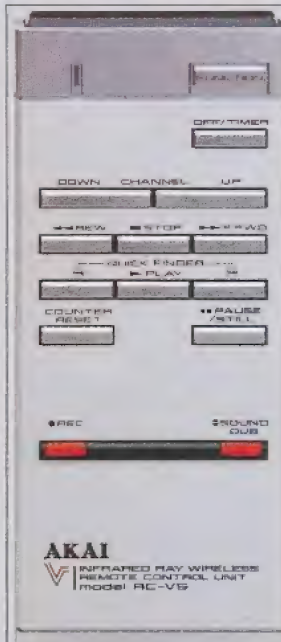 OFF/TIMER
DOWN CHANNEL UP
◄◄REW ■STOP ►►F FWD
QUICK FINDER
|◄ ►PLAY ►|
COUNTER RESET
▮▮PAUSE /STILL
●REC
SOUND DUB
AKAI
INFRARED RAY WIRELESS
REMOTE CONTROL UNIT
model RC-V5